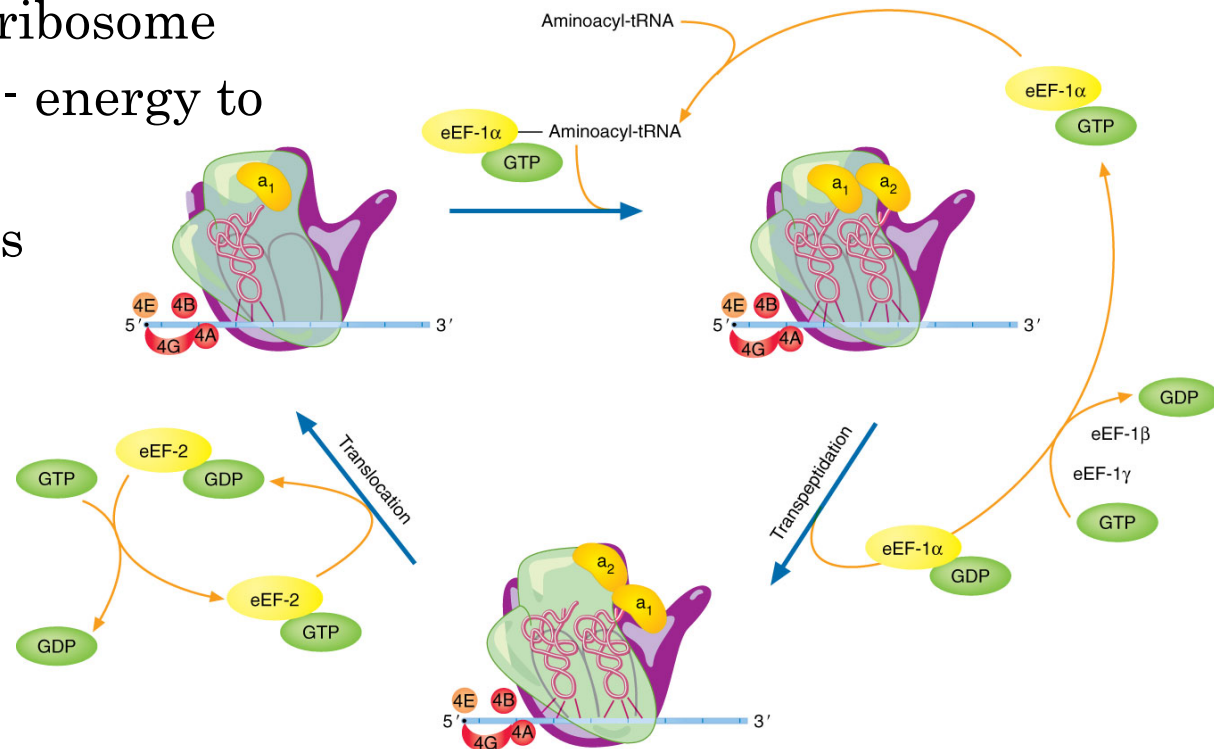 ribosome
- energy to
s
Aminoacyl-tRNA
eEF-1α
GTP
eEF-1α — Aminoacyl-tRNA
GTP
a1
4E
4B
5′
3′
4G
4A
a1
a2
4E
4B
5′
3′
4G
4A
GDP
eEF-1β
eEF-1γ
GTP
Transpeptidation
eEF-1α
GDP
Translocation
eEF-2
GDP
GTP
eEF-2
GTP
GDP
a2
a1
4E
4B
5′
3′
4G
4A